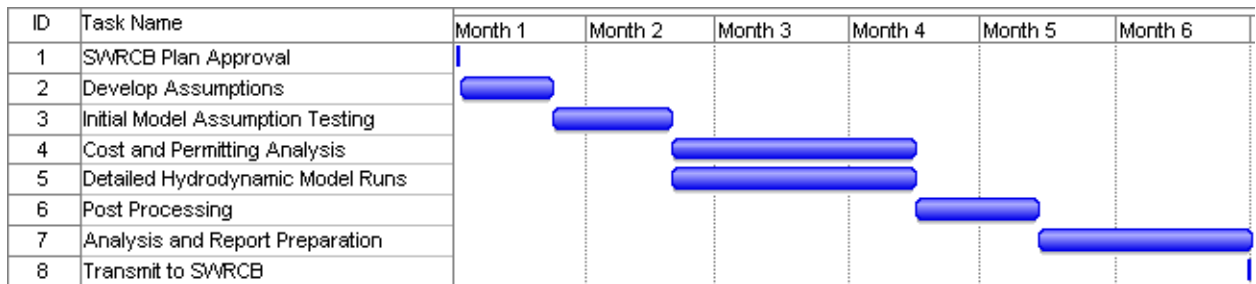 ID Task Name Month 1 Month 2 Month 3 Month 4 Month 5 Month 6
1 SWRCB Plan Approval
2 Develop Assumptions
3 Initial Model Assumption Testing
4 Cost and Permitting Analysis
5 Detailed Hydrodynamic Model Runs
6 Post Processing
7 Analysis and Report Preparation
8 Transmit to SWRCB